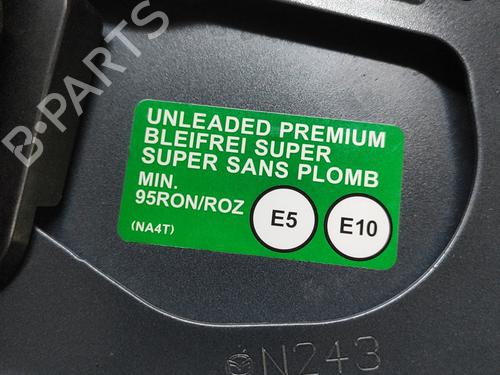 B-PARTS
UNLEADED PREMIUM
BLEIFREI SUPER
SUPER SANS PLOMB
MIN.
95RON/ROZ
E5
E10
(NA4T)
N243